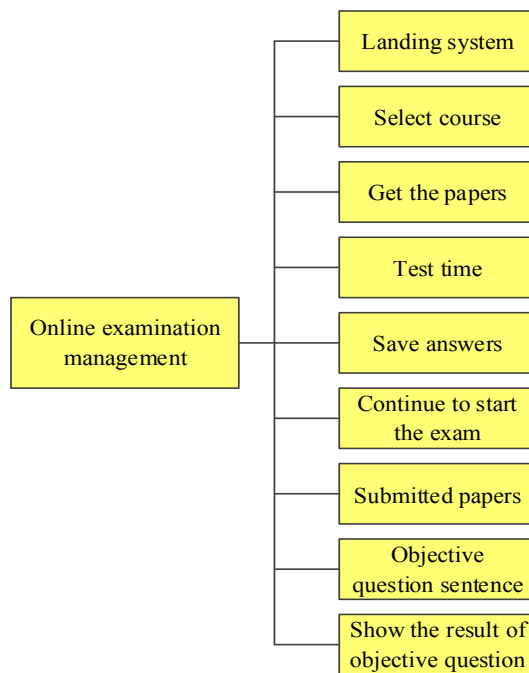 Landing system
Select course
Get the papers
Test time
Online examination
management
Save answers
Continue to start
the exam
Submitted papers
Objective
question sentence
Show the result of
objective question